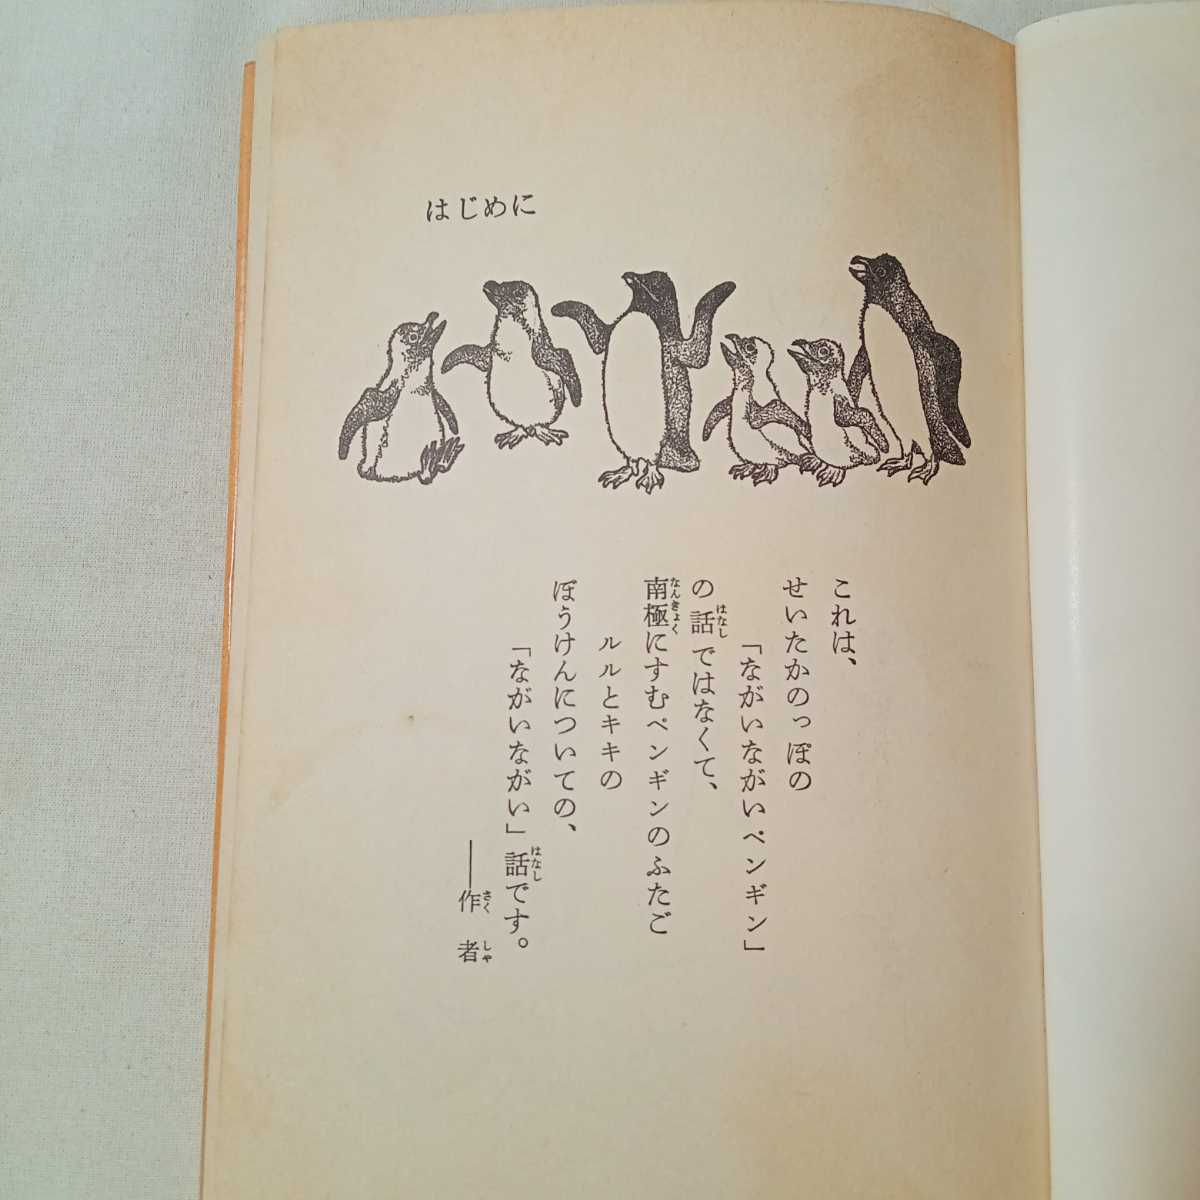 はじめに
これは、
せいたかのっぽの
「ながいながいペンギン」
の話ではなくて、
南極にすむペンギンのふたご
ルルとキキの
ぼうけんについての、
「ながいながい」話です。
――作者